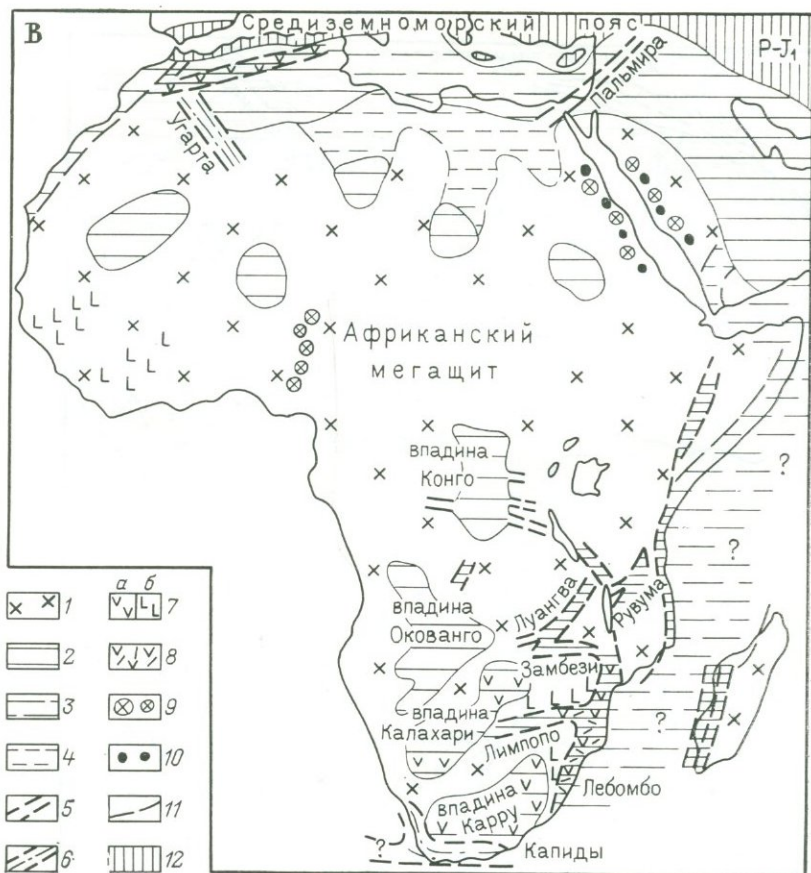 В
Средиземноморский пояс
P-J₁
Пальмира
Угарта
Африканский
мегащит
впадина
Конго
?
?
?
впадина
Окованго
Луангва
Рувума
Замбези
впадина
Калахари
Лимпопо
Лебомбо
впадина
Карру
?
Капиды
1
2
3
4
5
6
а б
7
8
9
10
11
12